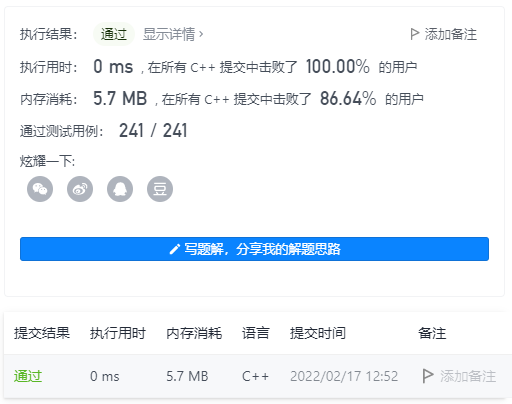 执行结果： 通过 显示详情 › 添加备注
执行用时： 0 ms , 在所有 C++ 提交中击败了 100.00% 的用户
内存消耗： 5.7 MB , 在所有 C++ 提交中击败了 86.64% 的用户
通过测试用例： 241 / 241
炫耀一下:
豆
写题解，分享我的解题思路
提交结果 执行用时 内存消耗 语言 提交时间 备注
通过 0 ms 5.7 MB C++ 2022/02/17 12:52 添加备注